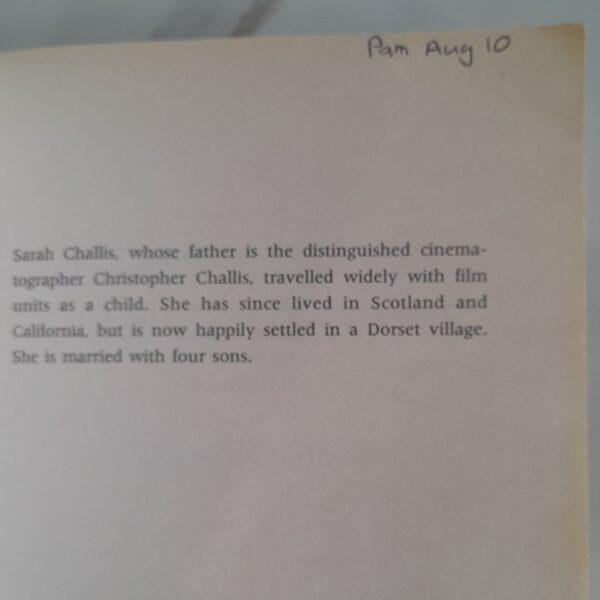 Pam Aug 10
Sarah Challis, whose father is the distinguished cinema-
tographer Christopher Challis, travelled widely with film
units as a child. She has since lived in Scotland and
California, but is now happily settled in a Dorset village.
She is married with four sons.